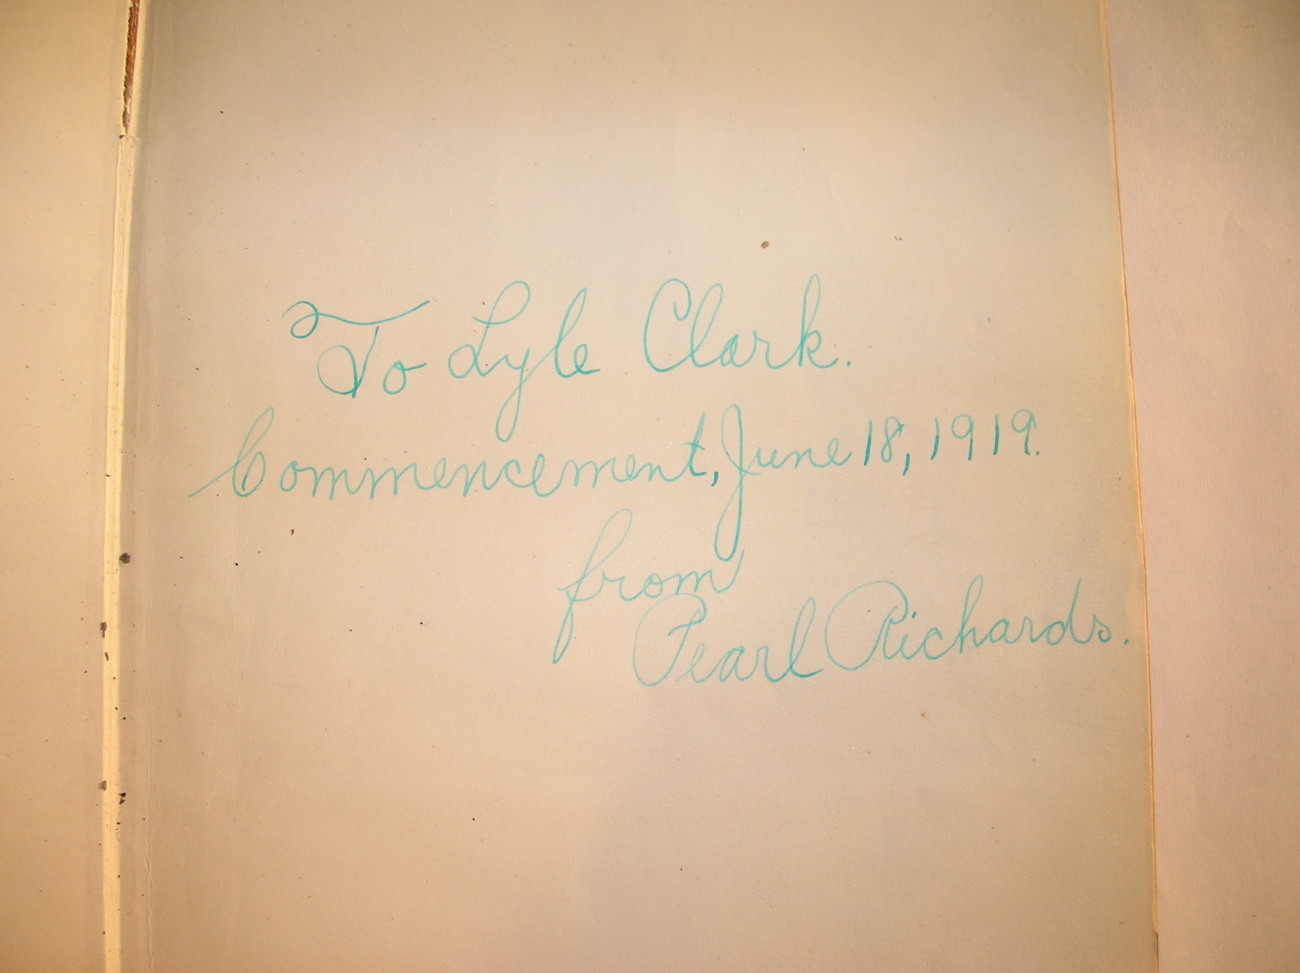 To Lyle Clark.
Commencement, June 18, 1919.
from
Pearl Richards.